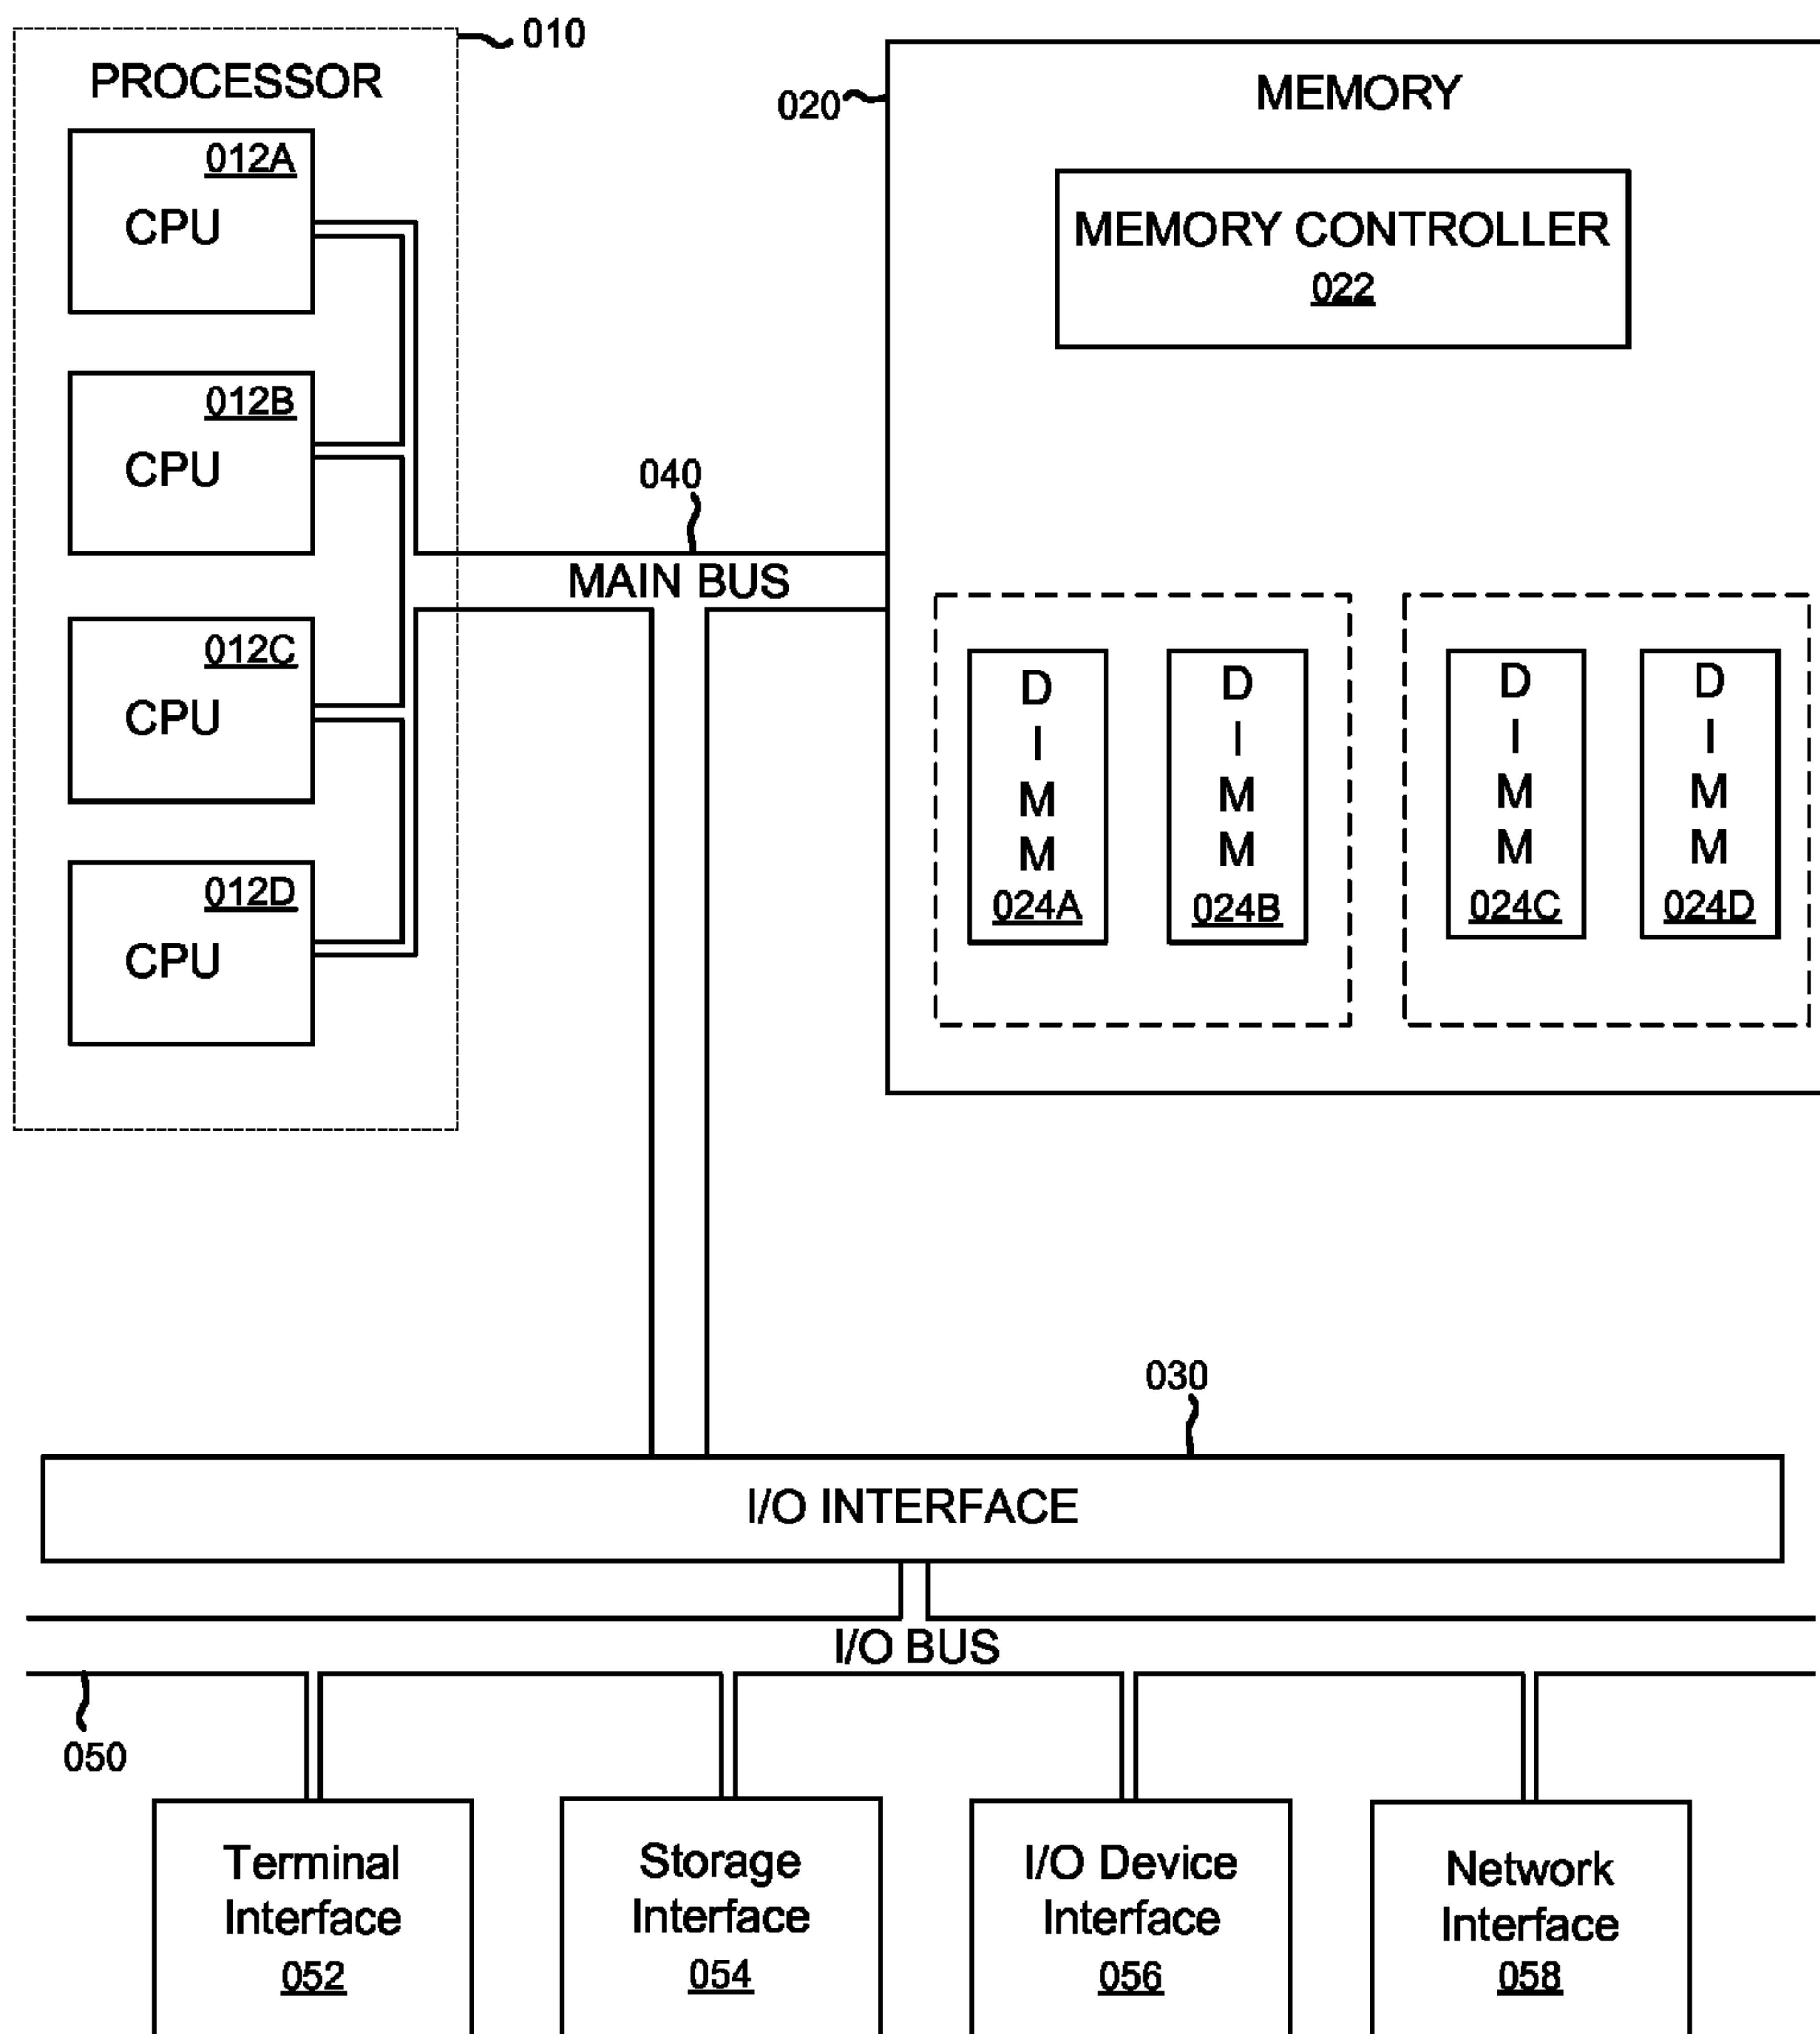 010
PROCESSOR
012A
CPU
012B
CPU
012C
CPU
012D
CPU
020
MEMORY
MEMORY CONTROLLER
022
040
MAIN BUS
D
I
M
M
024A
D
I
M
M
024B
D
I
M
M
024C
D
I
M
M
024D
030
I/O INTERFACE
I/O BUS
050
Terminal
Interface
052
Storage
Interface
054
I/O Device
Interface
056
Network
Interface
058